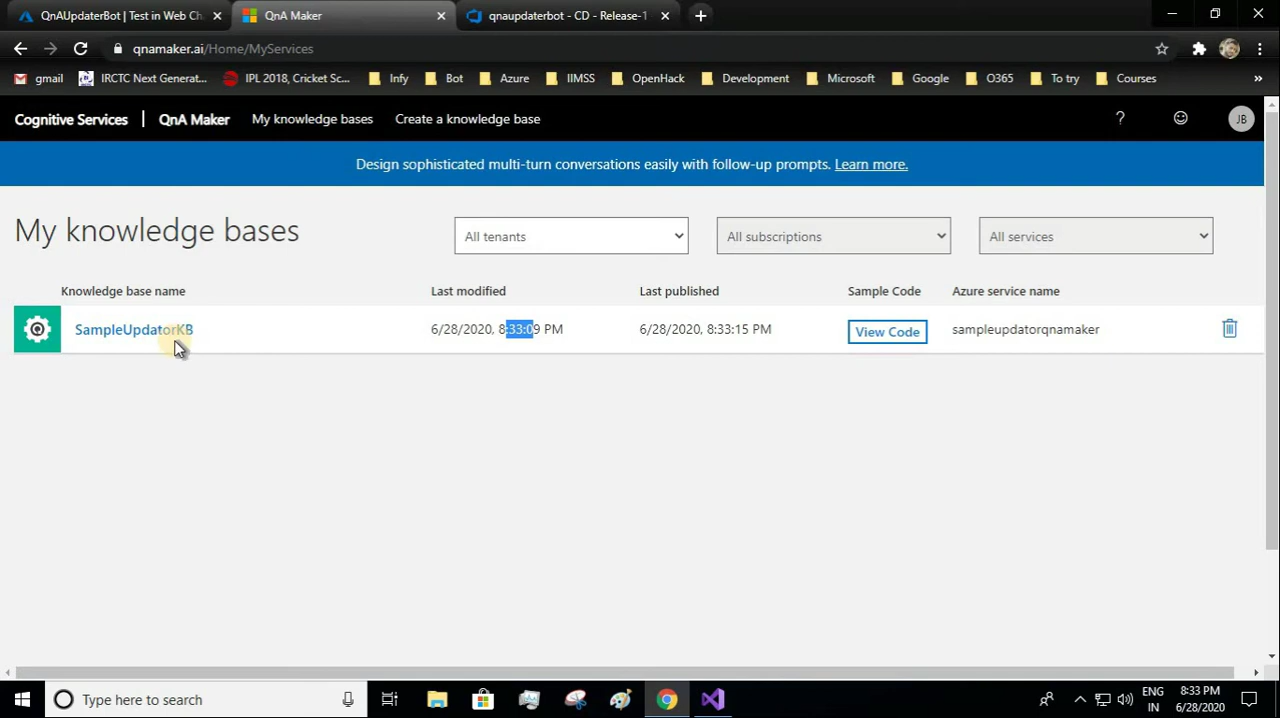 QnAUpdaterBot | Test in Web Ch
QnA Maker
qnaupdaterbot - CD - Release-1
qnamaker.ai/Home/MyServices
gmail
IRCTC Next Generat...
IPL 2018, Cricket Sc...
Infy
Bot
Azure
IIMSS
OpenHack
Development
Microsoft
Google
O365
To try
Courses
»
Cognitive Services | QnA Maker
My knowledge bases
Create a knowledge base
?
JB
Design sophisticated multi-turn conversations easily with follow-up prompts. Learn more.
My knowledge bases
All tenants
All subscriptions
All services
Knowledge base name
Last modified
Last published
Sample Code
Azure service name
SampleUpdatorKB
6/28/2020, 8:33:09 PM
6/28/2020, 8:33:15 PM
View Code
sampleupdatorqnamaker
Type here to search
ENG
IN
8:33 PM
6/28/2020